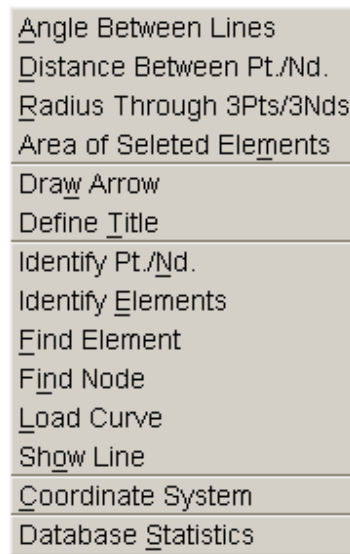 Angle Between Lines
Distance Between Pt./Nd.
Radius Through 3Pts/3Nds
Area of Seleted Elements
Draw Arrow
Define Title
Identify Pt./Nd.
Identify Elements
Find Element
Find Node
Load Curve
Show Line
Coordinate System
Database Statistics